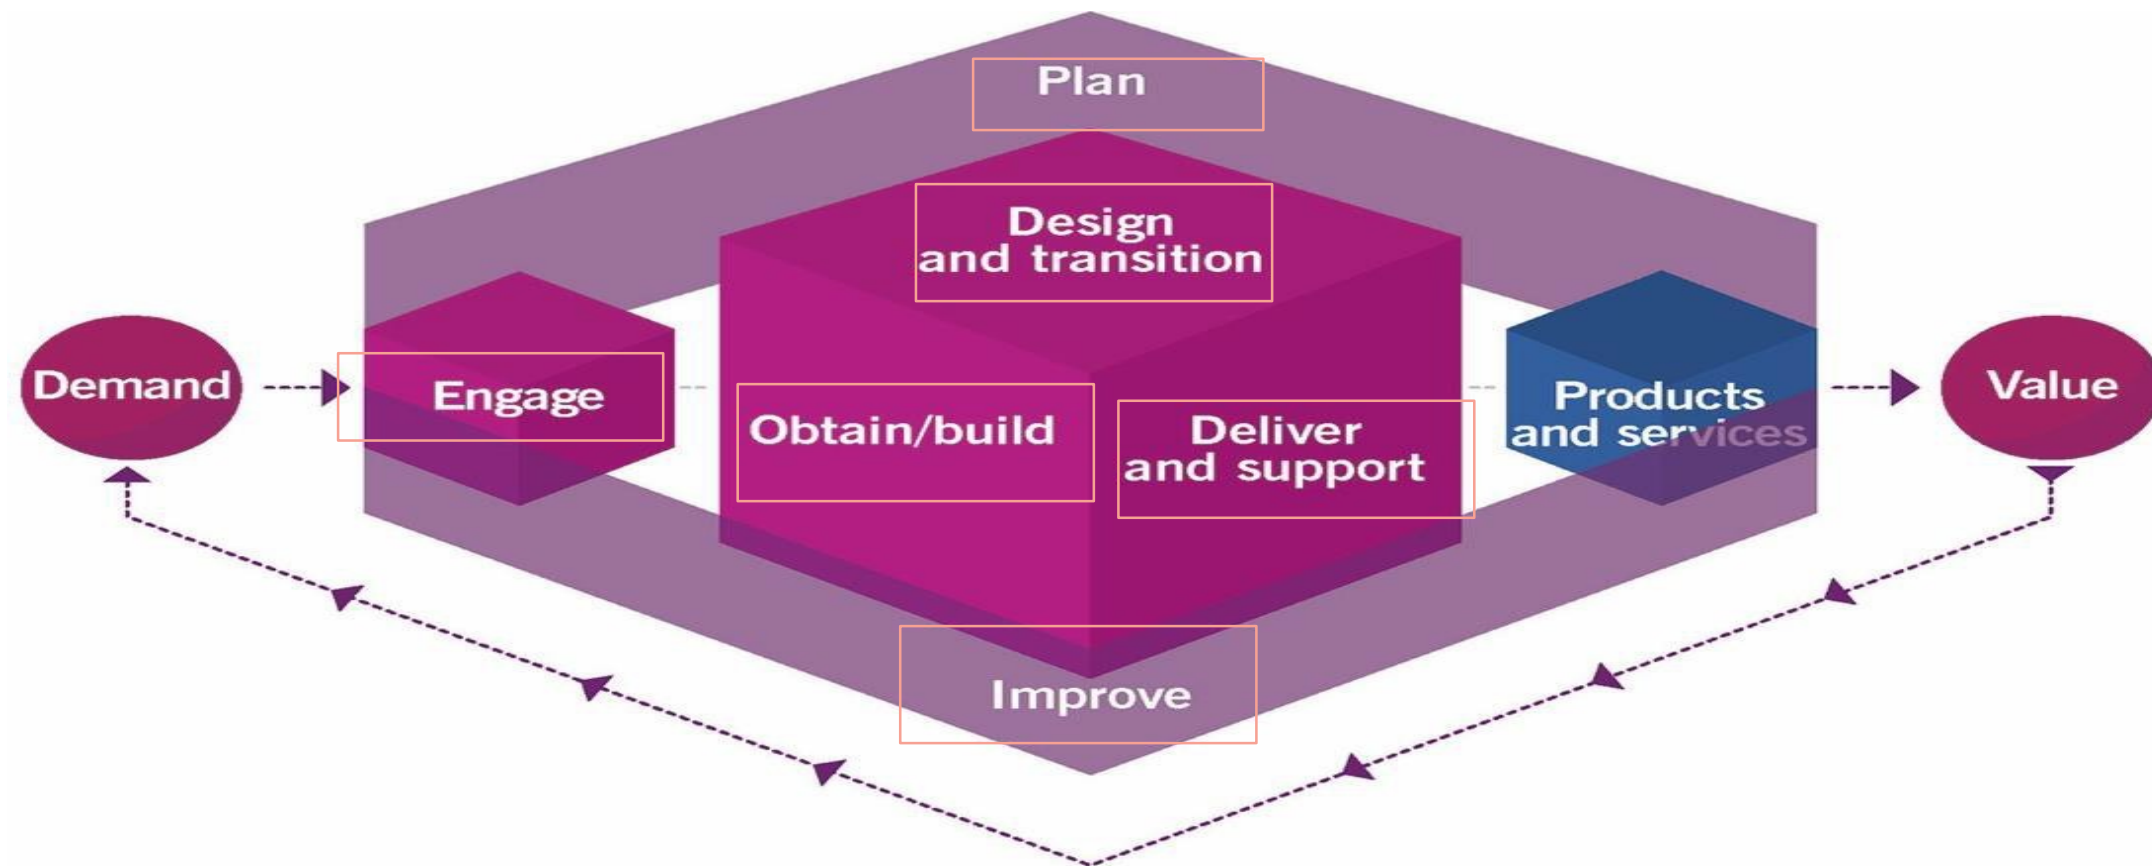 Plan
Design
and transition
Demand
Engage
Obtain/build
Deliver
and support
Products
and services
Value
Improve